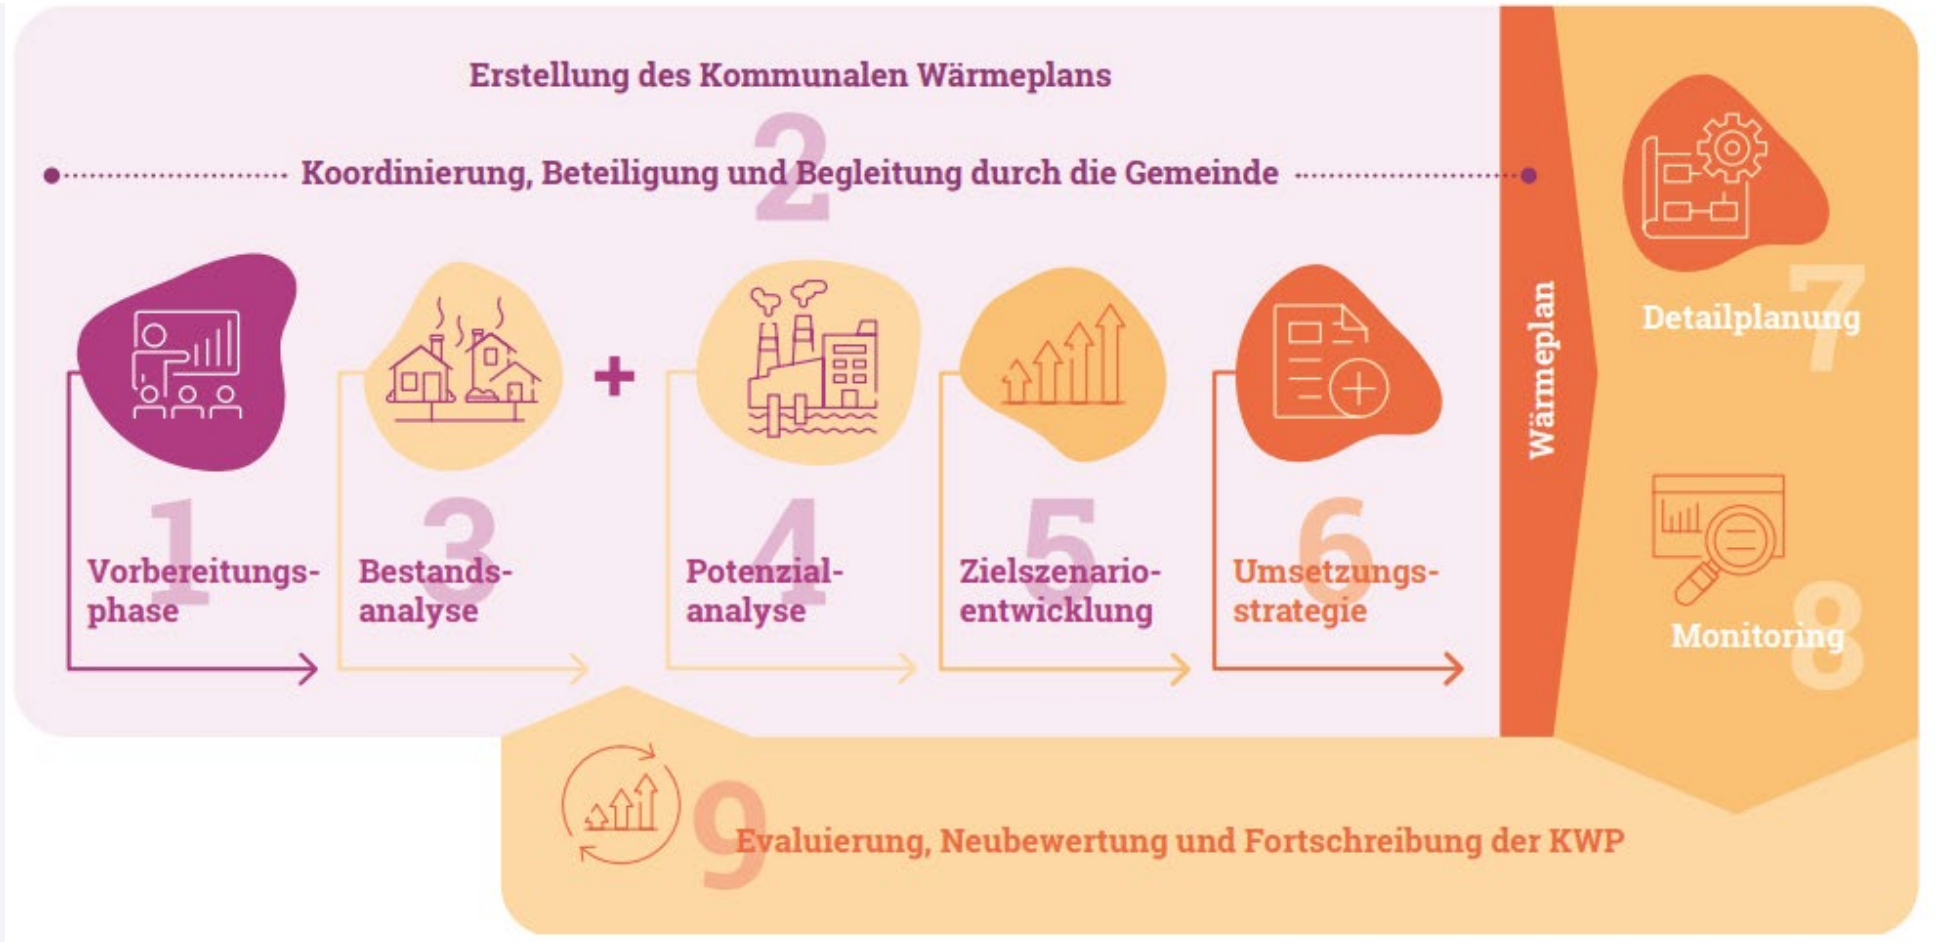 Erstellung des Kommunalen Wärmeplans
2
Koordinierung, Beteiligung und Begleitung durch die Gemeinde
1
Vorbereitungs-
phase
3
Bestands-
analyse
+
4
Potenzial-
analyse
5
Zielszenario-
entwicklung
6
Umsetzungs-
strategie
Wärmeplan
7
Detailplanung
8
Monitoring
9
Evaluierung, Neubewertung und Fortschreibung der KWP